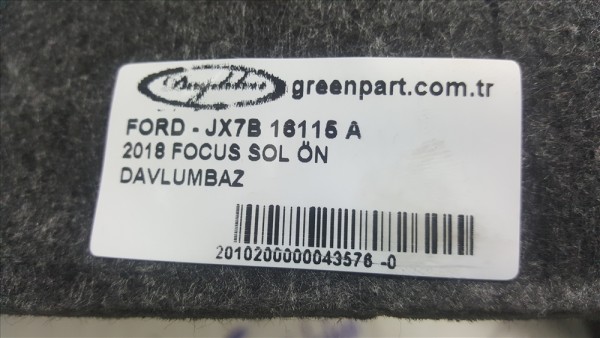 greenpart.com.tr
FORD - JX7B 16115 A
2018 FOCUS SOL ÖN
DAVLUMBAZ
2010200000043576 -0